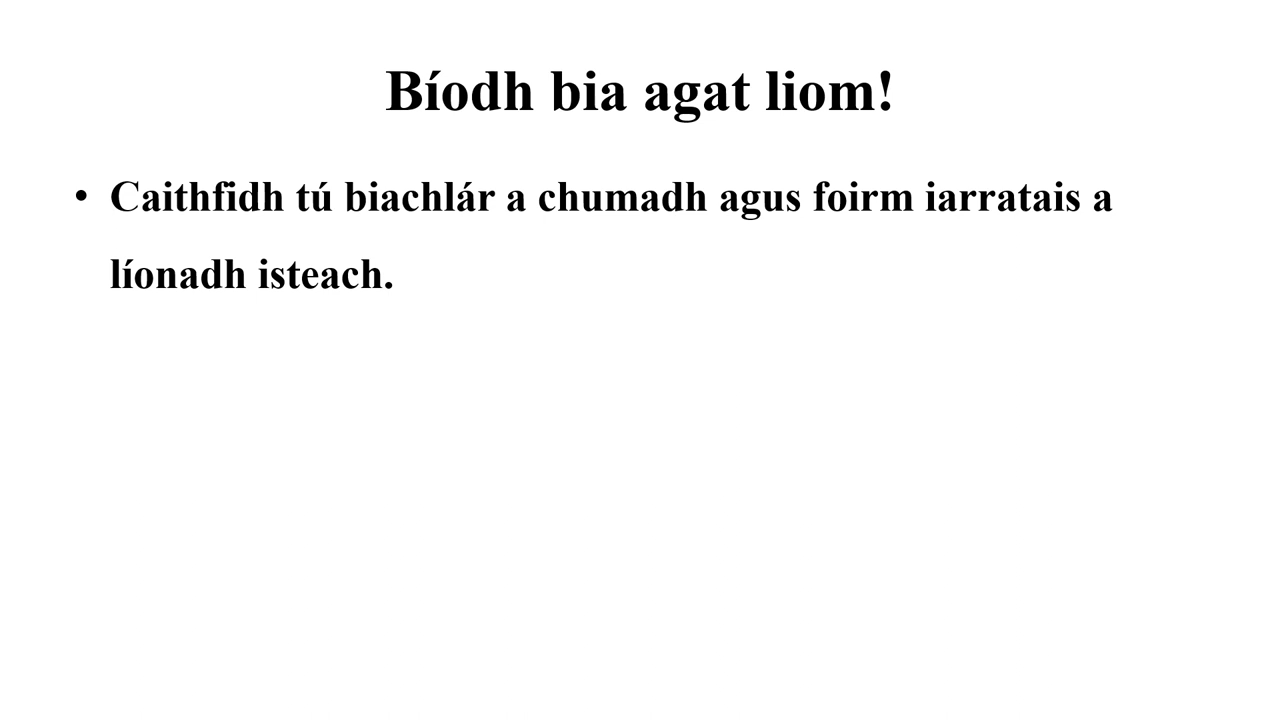 Bíodh bia agat liom!
• Caithfidh tú biachlár a chumadh agus foirm iarratais a
líonadh isteach.